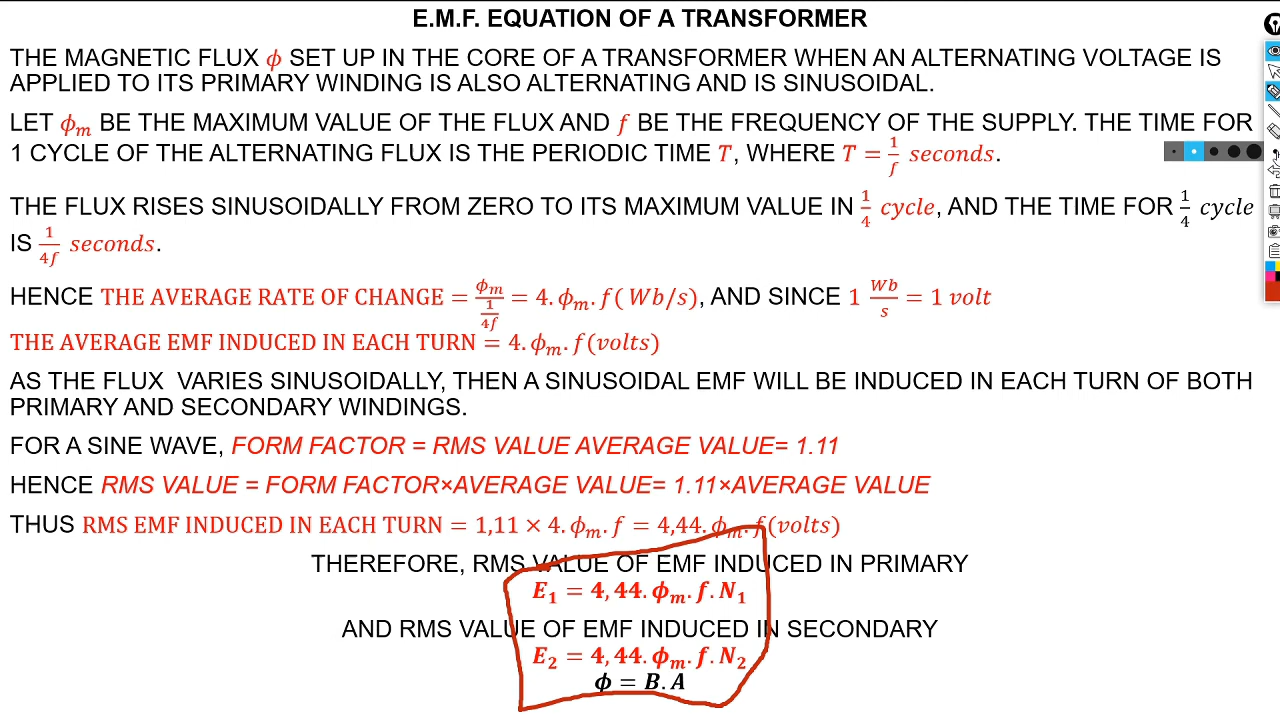 E.M.F. EQUATION OF A TRANSFORMER
THE MAGNETIC FLUX ϕ SET UP IN THE CORE OF A TRANSFORMER WHEN AN ALTERNATING VOLTAGE IS
APPLIED TO ITS PRIMARY WINDING IS ALSO ALTERNATING AND IS SINUSOIDAL.
LET ϕₘ BE THE MAXIMUM VALUE OF THE FLUX AND f BE THE FREQUENCY OF THE SUPPLY. THE TIME FOR
1 CYCLE OF THE ALTERNATING FLUX IS THE PERIODIC TIME T, WHERE T = 1/f seconds.
THE FLUX RISES SINUSOIDALLY FROM ZERO TO ITS MAXIMUM VALUE IN 1/4 cycle, AND THE TIME FOR 1/4 cycle
IS 1/4f seconds.
HENCE THE AVERAGE RATE OF CHANGE = ϕₘ/(1/4f) = 4.ϕₘ.f( Wb/s), AND SINCE 1 Wb/s = 1 volt
THE AVERAGE EMF INDUCED IN EACH TURN = 4.ϕₘ.f(volts)
AS THE FLUX VARIES SINUSOIDALLY, THEN A SINUSOIDAL EMF WILL BE INDUCED IN EACH TURN OF BOTH
PRIMARY AND SECONDARY WINDINGS.
FOR A SINE WAVE, FORM FACTOR = RMS VALUE AVERAGE VALUE= 1.11
HENCE RMS VALUE = FORM FACTOR×AVERAGE VALUE= 1.11×AVERAGE VALUE
THUS RMS EMF INDUCED IN EACH TURN = 1,11 × 4.ϕₘ.f = 4,44.ϕₘ.f(volts)
THEREFORE, RMS VALUE OF EMF INDUCED IN PRIMARY
E₁ = 4,44.ϕₘ.f.N₁
AND RMS VALUE OF EMF INDUCED IN SECONDARY
E₂ = 4,44.ϕₘ.f.N₂
ϕ = B.A